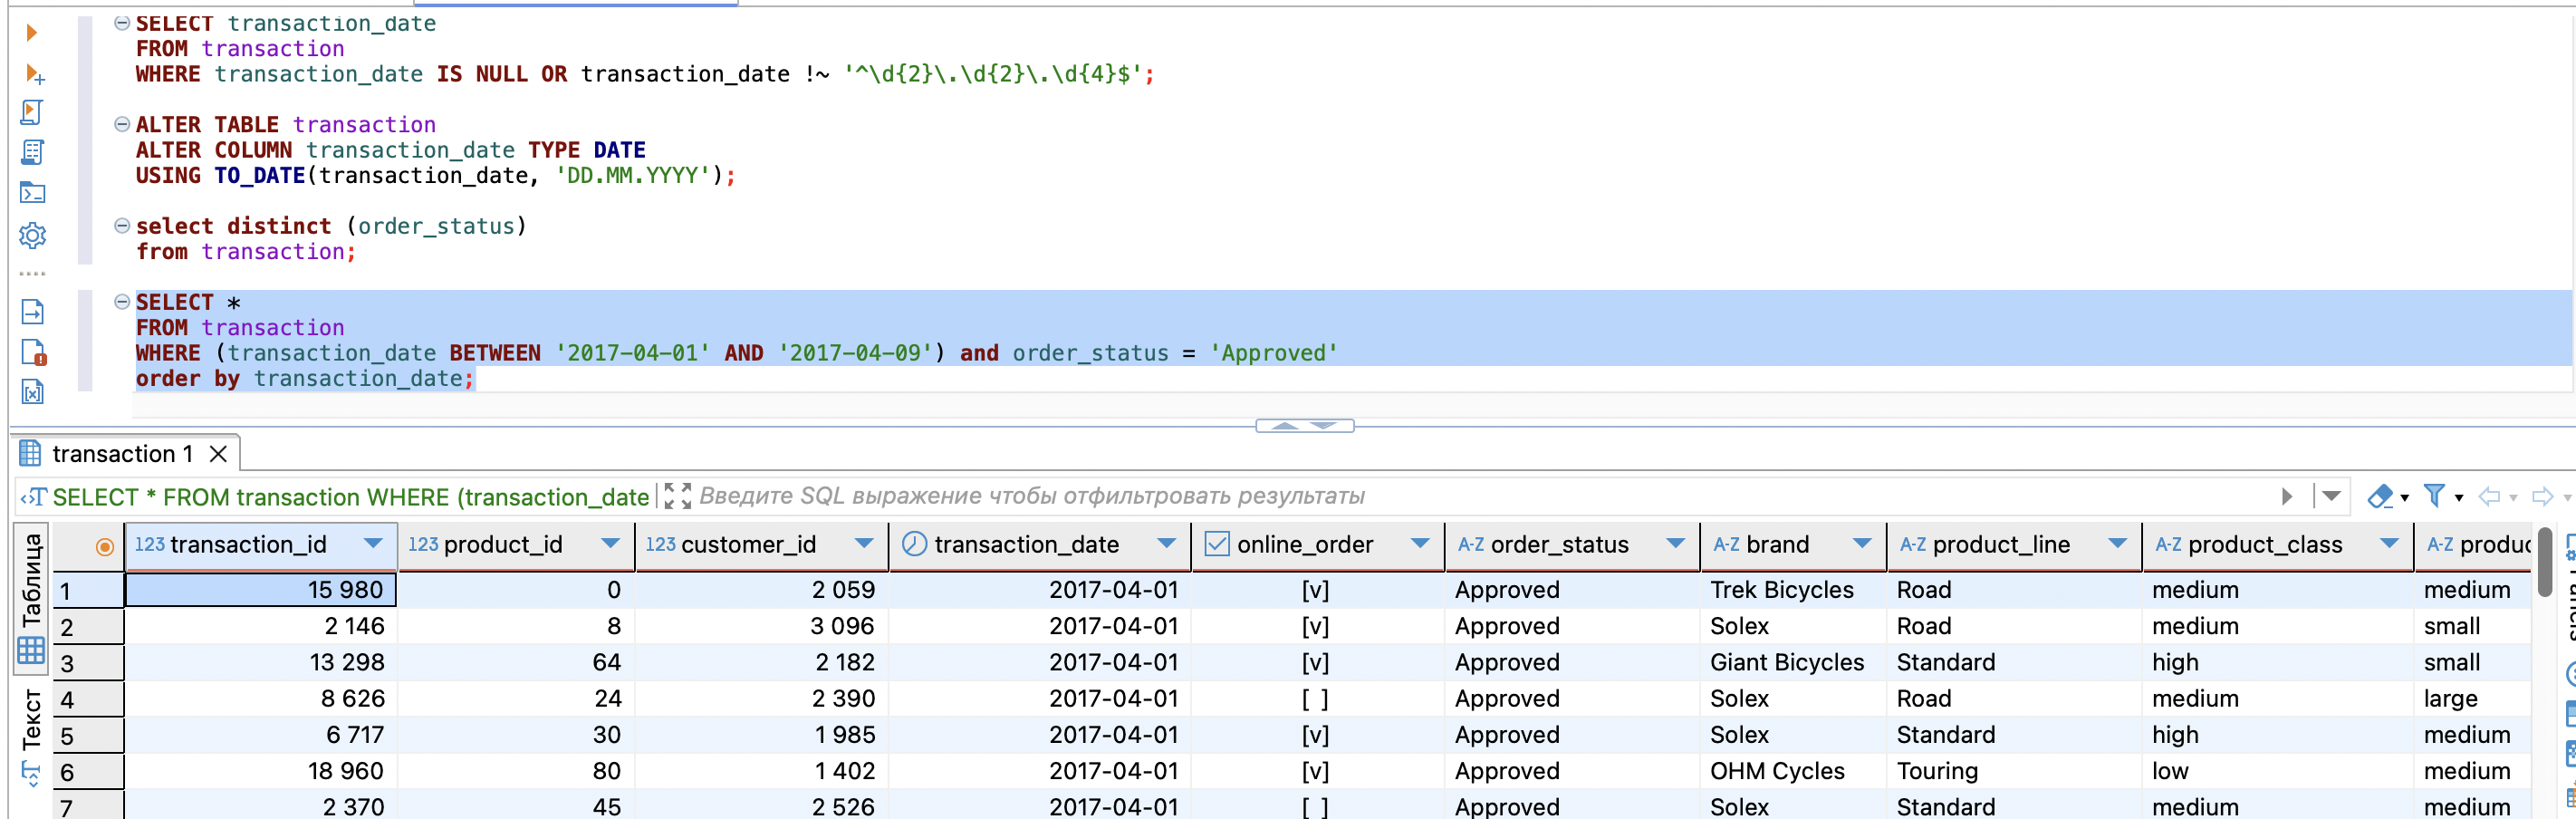 SELECT transaction_date
FROM transaction
WHERE transaction_date IS NULL OR transaction_date !~ '^\d{2}\.\d{2}\.\d{4}$';
ALTER TABLE transaction
ALTER COLUMN transaction_date TYPE DATE
USING TO_DATE(transaction_date, 'DD.MM.YYYY');
select distinct (order_status)
from transaction;
SELECT *
FROM transaction
WHERE (transaction_date BETWEEN '2017-04-01' AND '2017-04-09') and order_status = 'Approved'
order by transaction_date;
transaction 1
SELECT * FROM transaction WHERE (transaction_date Введите SQL выражение чтобы отфильтровать результаты
Таблица
Текст
123 transaction_id 123 product_id 123 customer_id transaction_date online_order A-Z order_status A-Z brand A-Z product_line A-Z product_class A-Z produc
1 15 980 0 2 059 2017-04-01 [v] Approved Trek Bicycles Road medium medium
2 2 146 8 3 096 2017-04-01 [v] Approved Solex Road medium small
3 13 298 64 2 182 2017-04-01 [v] Approved Giant Bicycles Standard high small
4 8 626 24 2 390 2017-04-01 [ ] Approved Solex Road medium large
5 6 717 30 1 985 2017-04-01 [v] Approved Solex Standard high medium
6 18 960 80 1 402 2017-04-01 [v] Approved OHM Cycles Touring low medium
7 2 370 45 2 526 2017-04-01 [ ] Approved Solex Standard medium medium